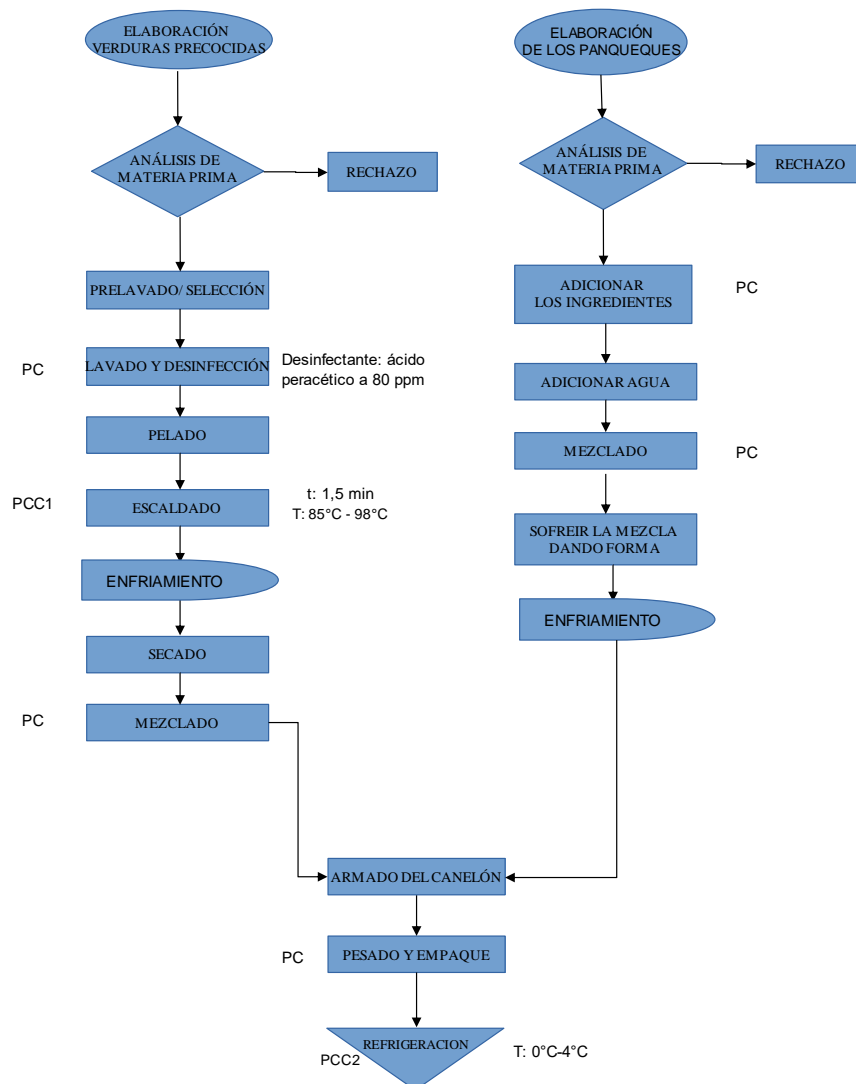 ELABORACIÓN
VERDURAS PRECOCIDAS
ANÁLISIS DE
MATERIA PRIMA
RECHAZO
PRELAVADO/ SELECCIÓN
PC
LAVADO Y DESINFECCIÓN
Desinfectante: ácido
peracético a 80 ppm
PELADO
PCC1
ESCALDADO
t: 1,5 min
T: 85°C - 98°C
ENFRIAMIENTO
SECADO
PC
MEZCLADO
ELABORACIÓN
DE LOS PANQUEQUES
ANÁLISIS DE
MATERIA PRIMA
RECHAZO
ADICIONAR
LOS INGREDIENTES
PC
ADICIONAR AGUA
MEZCLADO
PC
SOFREIR LA MEZCLA
DANDO FORMA
ENFRIAMIENTO
ARMADO DEL CANELÓN
PC
PESADO Y EMPAQUE
REFRIGERACION
PCC2
T: 0°C-4°C